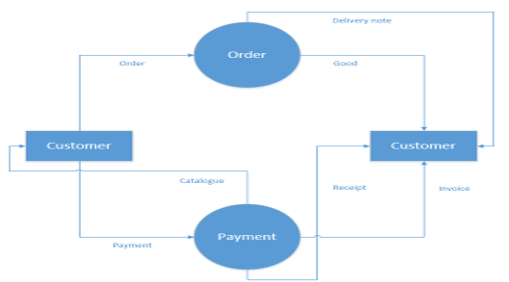 Delivery note
Order
Order
Good
Customer
Customer
Catalogue
Receipt
Invoice
Payment
Payment